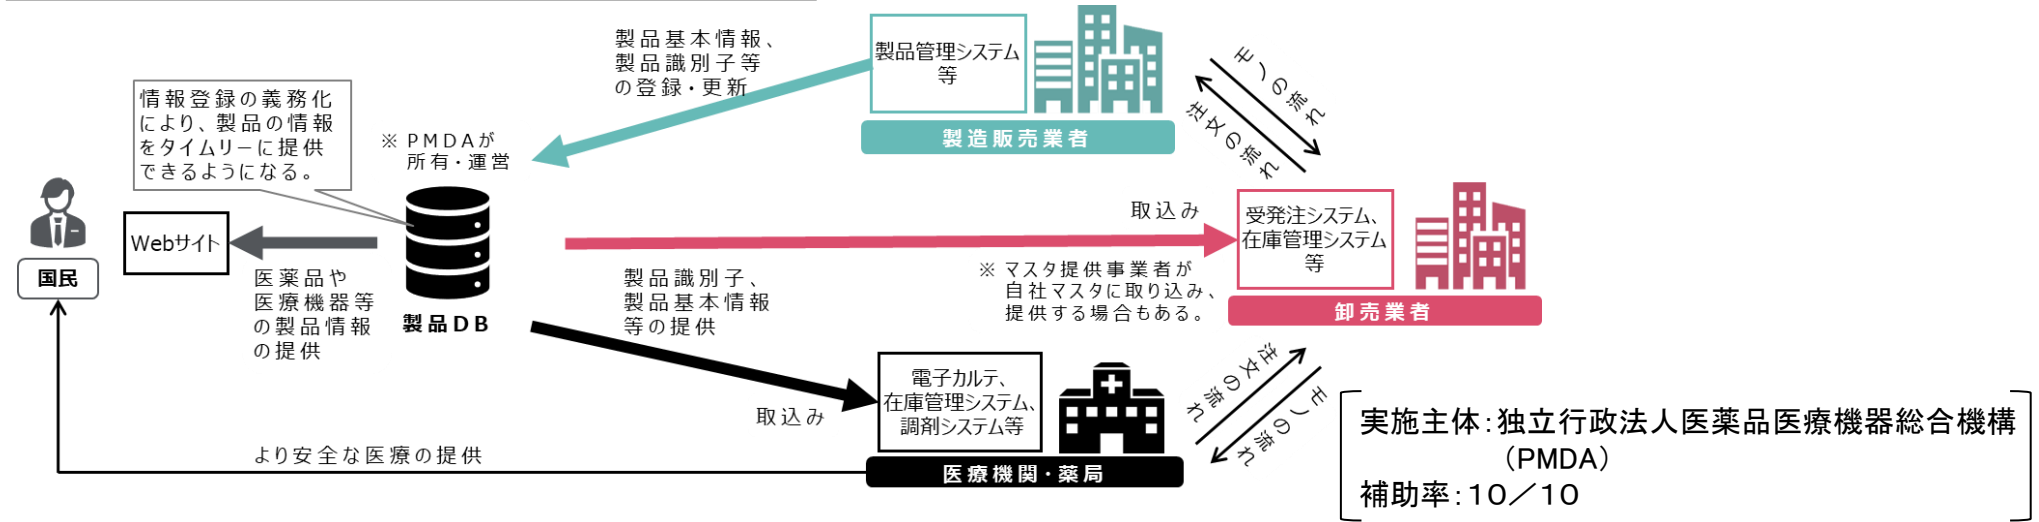 製品基本情報、
製品識別子等
の登録・更新
製品管理システム
等
製造販売業者
モノの流れ
注文の流れ
情報登録の義務化
により、製品の情報
をタイムリーに提供
できるようになる。
※ PMDAが
所有・運営
国民
Webサイト
医薬品や
医療機器等
の製品情報
の提供
製品DB
取込み
受発注システム、
在庫管理システム
等
卸売業者
製品識別子、
製品基本情報
等の提供
※ マスタ提供事業者が
自社マスタに取り込み、
提供する場合もある。
取込み
電子カルテ、
在庫管理システム、
調剤システム等
医療機関・薬局
注文の流れ
モノの流れ
より安全な医療の提供
実施主体：独立行政法人医薬品医療機器総合機構
（PMDA）
補助率：１０／１０